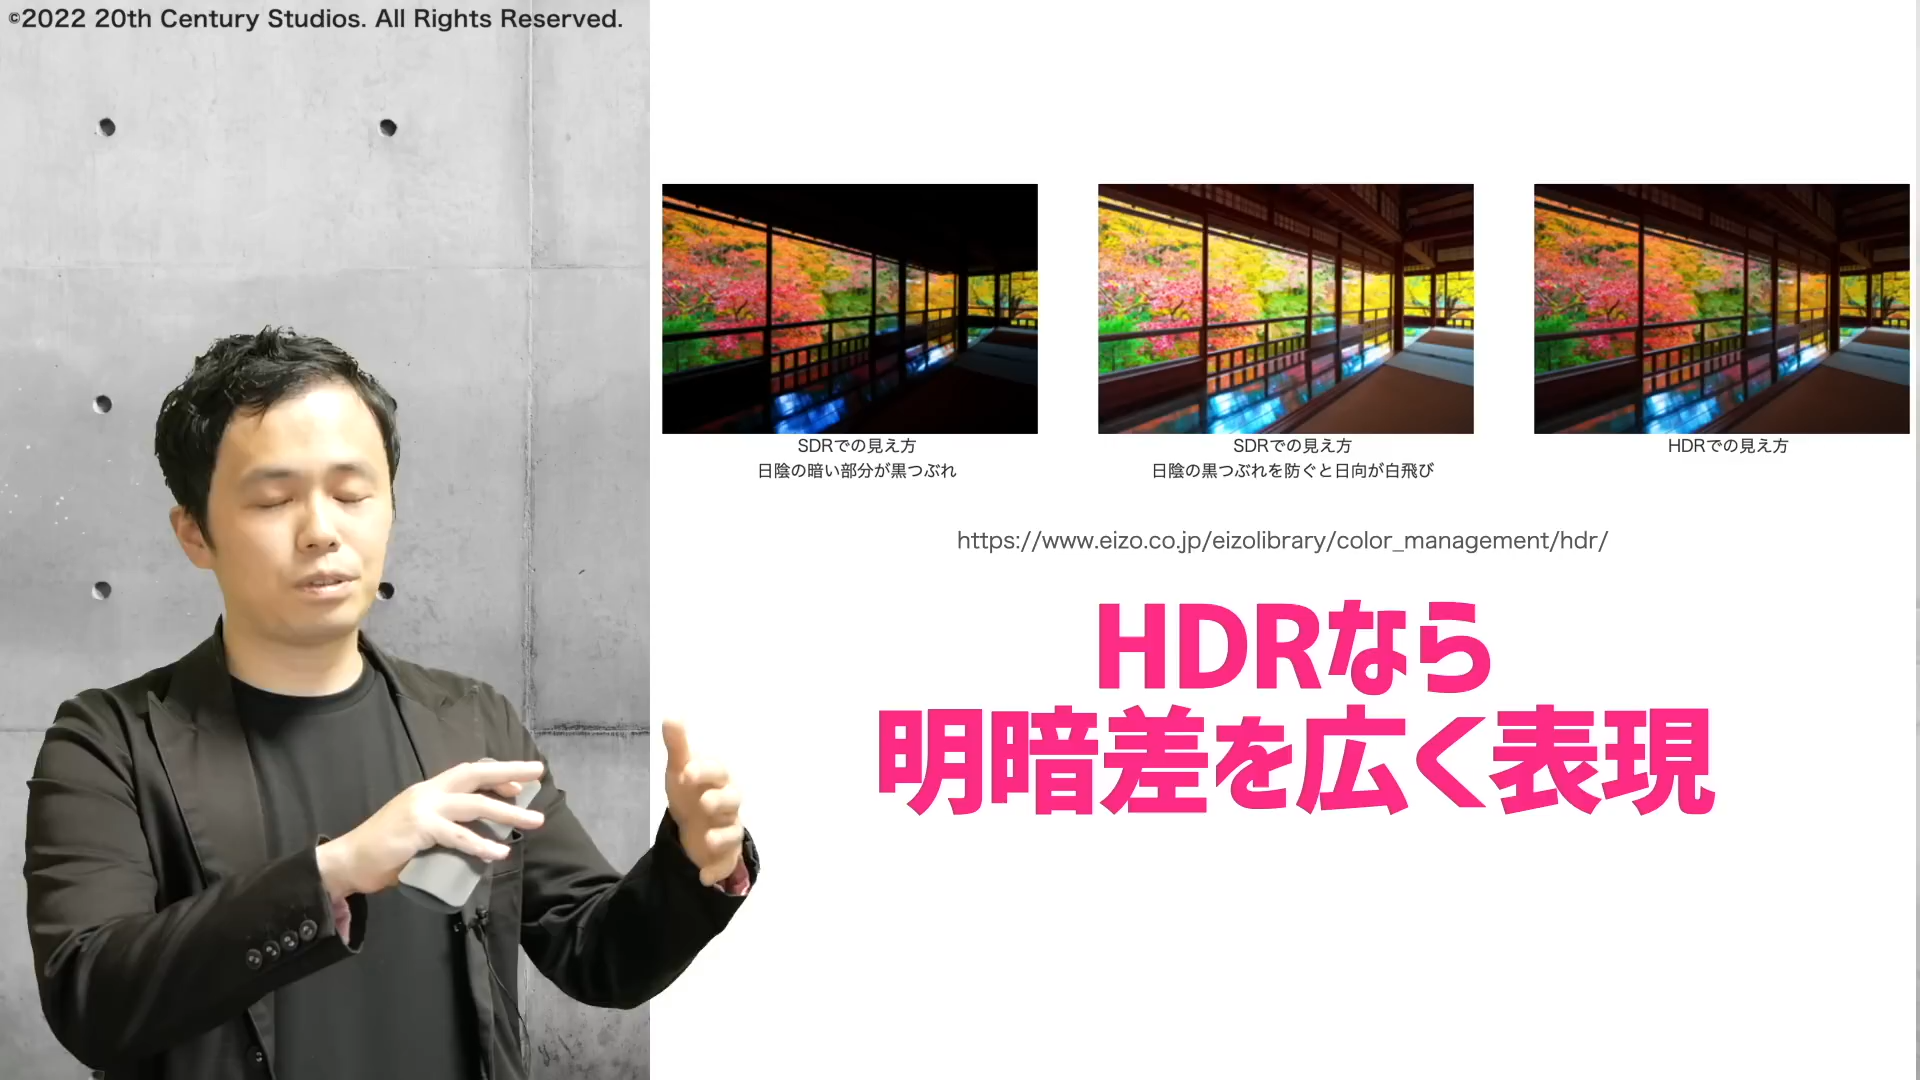 ©2022 20th Century Studios. All Rights Reserved.
SDRでの見え方
日陰の暗い部分が黒つぶれ
SDRでの見え方
日陰の黒つぶれを防ぐと日向が白飛び
HDRでの見え方
https://www.eizo.co.jp/eizolibrary/color_management/hdr/
HDRなら
明暗差を広く表現